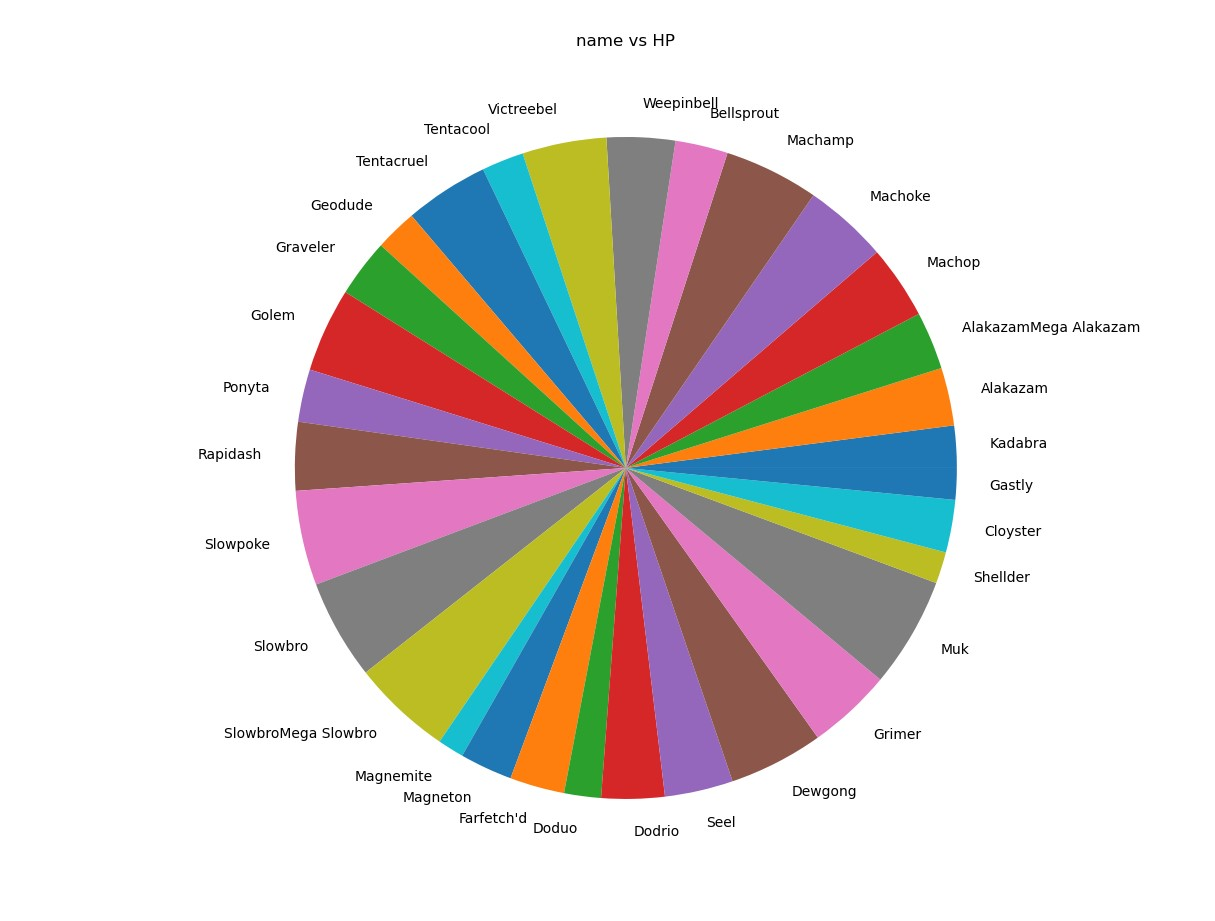 name vs HP
Weepinbell
Victreebel
Bellsprout
Tentacool
Machamp
Tentacruel
Machoke
Geodude
Graveler
Machop
Golem
AlakazamMega Alakazam
Ponyta
Alakazam
Kadabra
Rapidash
Gastly
Cloyster
Slowpoke
Shellder
Slowbro
Muk
SlowbroMega Slowbro
Grimer
Magnemite
Dewgong
Magneton
Farfetch'd
Seel
Doduo
Dodrio